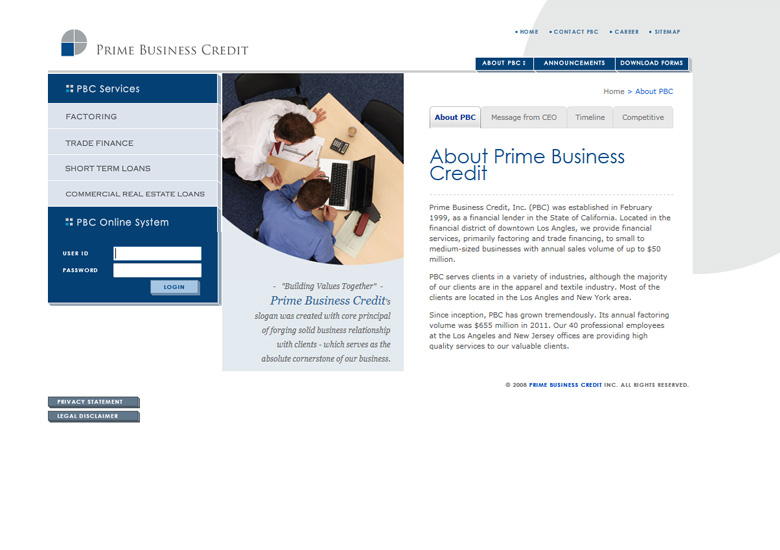 HOME CONTACT PBC CAREER SITEMAP
PRIME BUSINESS CREDIT
ABOUT PBC : ANNOUNCEMENTS DOWNLOAD FORMS
PBC Services
FACTORING
TRADE FINANCE
SHORT TERM LOANS
COMMERCIAL REAL ESTATE LOANS
PBC Online System
USER ID
PASSWORD
LOGIN
- "Building Values Together" -
Prime Business Credit's
slogan was created with core principal
of forging solid business relationship
with clients - which serves as the
absolute cornerstone of our business.
Home > About PBC
About PBC Message from CEO Timeline Competitive
About Prime Business
Credit
Prime Business Credit, Inc. (PBC) was established in February
1999, as a financial lender in the State of California. Located in the
financial district of downtown Los Angles, we provide financial
services, primarily factoring and trade financing, to small to
medium-sized businesses with annual sales volume of up to $50
million.
PBC serves clients in a variety of industries, although the majority
of our clients are in the apparel and textile industry. Most of the
clients are located in the Los Angles and New York area.
Since inception, PBC has grown tremendously. Its annual factoring
volume was $655 million in 2011. Our 40 professional employees
at the Los Angeles and New Jersey offices are providing high
quality services to our valuable clients.
© 2008 PRIME BUSINESS CREDIT INC. ALL RIGHTS RESERVED.
PRIVACY STATEMENT
LEGAL DISCLAIMER